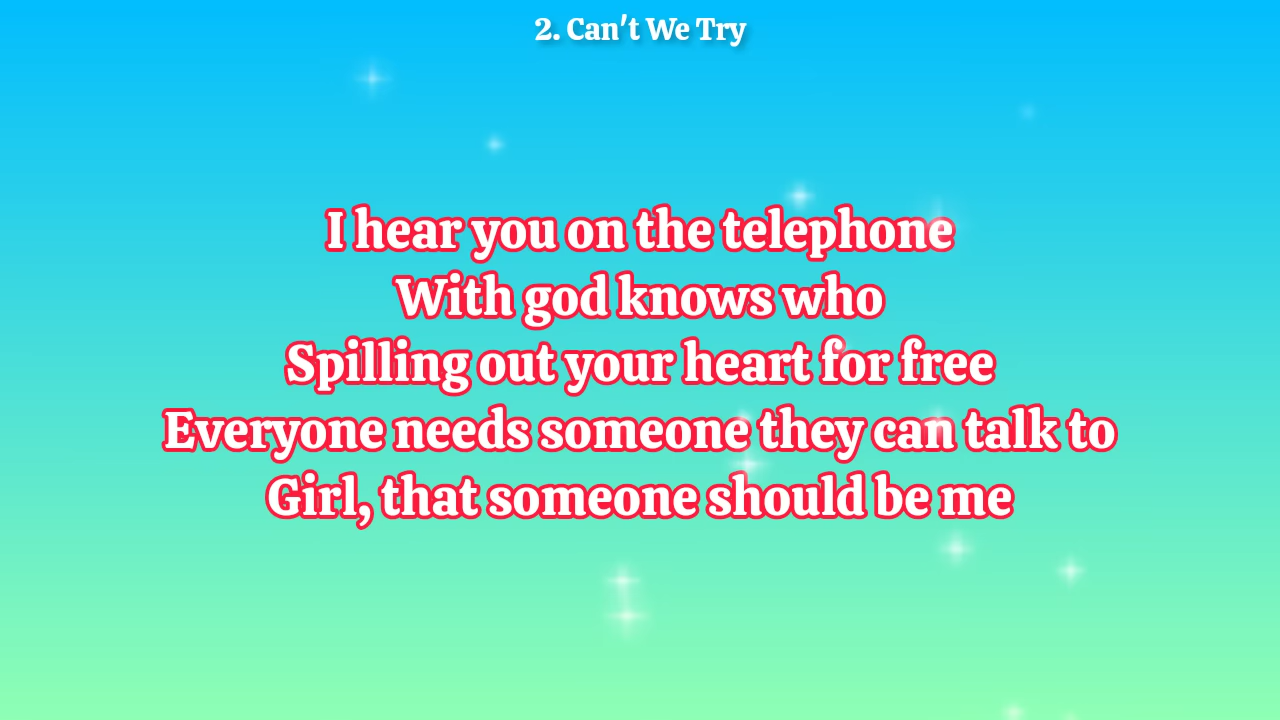 2. Can't We Try
I hear you on the telephone
With god knows who
Spilling out your heart for free
Everyone needs someone they can talk to
Girl, that someone should be me